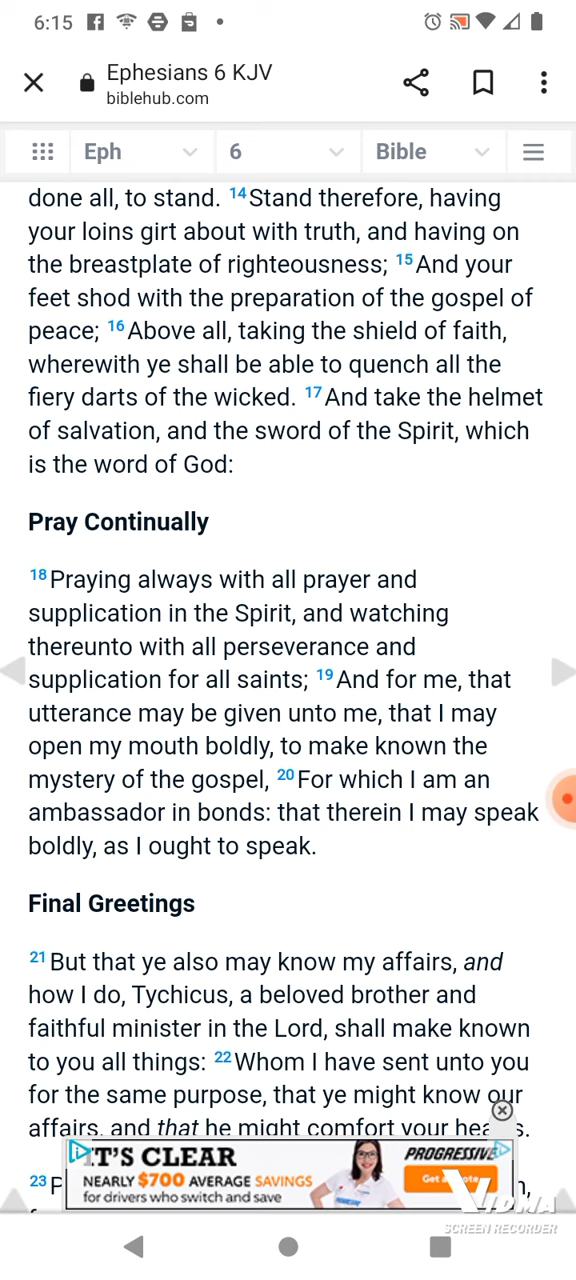 6:15
Ephesians 6 KJV
biblehub.com
Eph 6 Bible
done all, to stand. 14 Stand therefore, having
your loins girt about with truth, and having on
the breastplate of righteousness; 15 And your
feet shod with the preparation of the gospel of
peace; 16 Above all, taking the shield of faith,
wherewith ye shall be able to quench all the
fiery darts of the wicked. 17 And take the helmet
of salvation, and the sword of the Spirit, which
is the word of God:
Pray Continually
18 Praying always with all prayer and
supplication in the Spirit, and watching
thereunto with all perseverance and
supplication for all saints; 19 And for me, that
utterance may be given unto me, that I may
open my mouth boldly, to make known the
mystery of the gospel, 20 For which I am an
ambassador in bonds: that therein I may speak
boldly, as I ought to speak.
Final Greetings
21 But that ye also may know my affairs, and
how I do, Tychicus, a beloved brother and
faithful minister in the Lord, shall make known
to you all things: 22 Whom I have sent unto you
for the same purpose, that ye might know our
affairs, and that he might comfort your
IT'S CLEAR
NEARLY $700 AVERAGE SAVINGS
for drivers who switch and save
PROGRESSIVE
Get a
23
VIDMA
SCREEN RECORDER